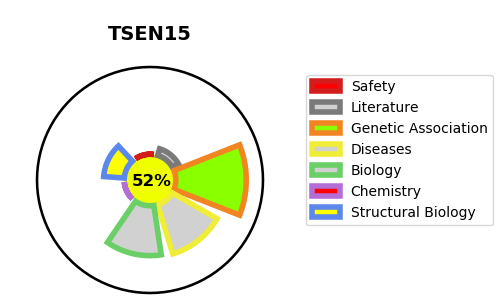 TSEN15
52%
Safety
Literature
Genetic Association
Diseases
Biology
Chemistry
Structural Biology